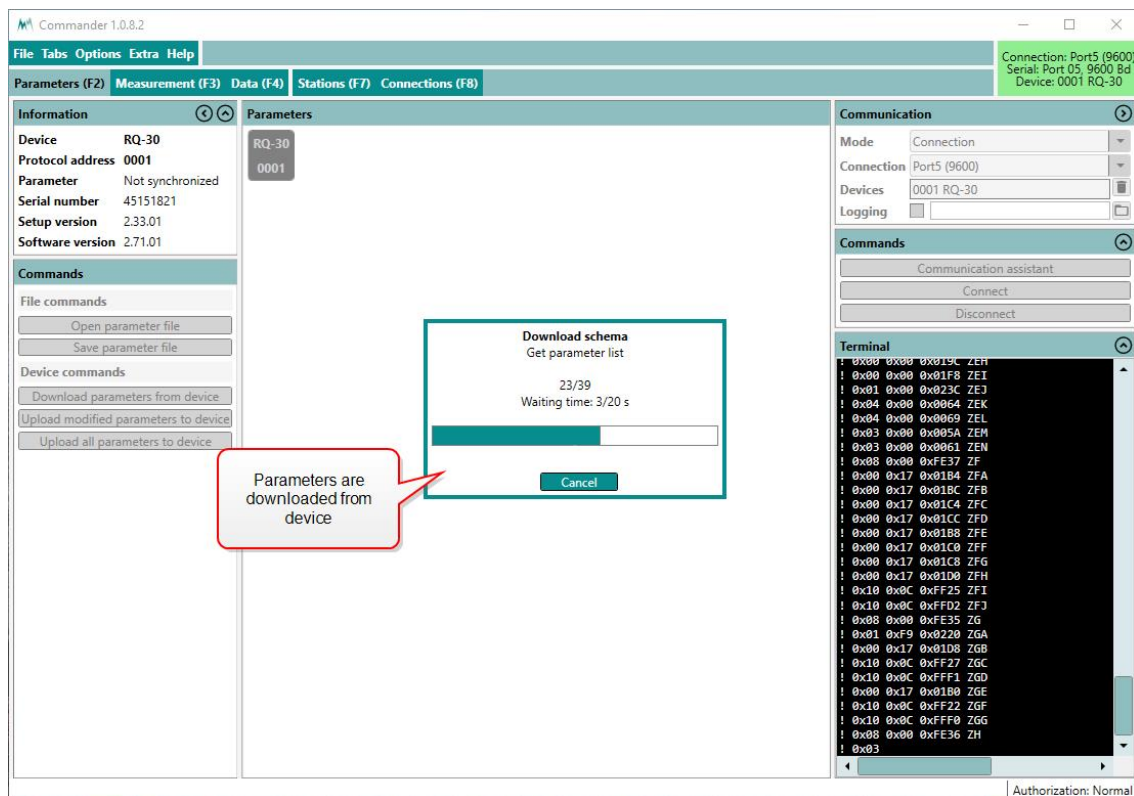 Commander 1.0.8.2
File Tabs Options Extra Help
Connection: Port5 (9600)
Serial: Port 05, 9600 Bd
Device: 0001 RQ-30
Parameters (F2) Measurement (F3) Data (F4) Stations (F7) Connections (F8)
Information
Device RQ-30
Protocol address 0001
Parameter Not synchronized
Serial number 45151821
Setup version 2.33.01
Software version 2.71.01
Commands
File commands
Open parameter file
Save parameter file
Device commands
Download parameters from device
Upload modified parameters to device
Upload all parameters to device
Parameters
RQ-30
0001
Download schema
Get parameter list
23/39
Waiting time: 3/20 s
Cancel
Parameters are
downloaded from
device
Communication
Mode Connection
Connection Port5 (9600)
Devices 0001 RQ-30
Logging
Commands
Communication assistant
Connect
Disconnect
Terminal
! 0x00 0x00 0x019C ZEH
! 0x00 0x00 0x01F8 ZEI
! 0x01 0x00 0x023C ZEJ
! 0x04 0x00 0x0064 ZEK
! 0x04 0x00 0x0069 ZEL
! 0x03 0x00 0x005A ZEM
! 0x03 0x00 0x0061 ZEN
! 0x08 0x00 0xFE37 ZF
! 0x00 0x17 0x01B4 ZFA
! 0x00 0x17 0x01BC ZFB
! 0x00 0x17 0x01C4 ZFC
! 0x00 0x17 0x01CC ZFD
! 0x00 0x17 0x01B8 ZFE
! 0x00 0x17 0x01C0 ZFF
! 0x00 0x17 0x01C8 ZFG
! 0x00 0x17 0x01D0 ZFH
! 0x10 0x0C 0xFF25 ZFI
! 0x10 0x0C 0xFFD2 ZFJ
! 0x08 0x00 0xFE35 ZG
! 0x01 0xF9 0x0220 ZGA
! 0x00 0x17 0x01D8 ZGB
! 0x10 0x0C 0xFF27 ZGC
! 0x10 0x0C 0xFFF1 ZGD
! 0x00 0x17 0x01B0 ZGE
! 0x10 0x0C 0xFF22 ZGF
! 0x10 0x0C 0xFFF0 ZGG
! 0x08 0x00 0xFE36 ZH
! 0x03
Authorization: Normal